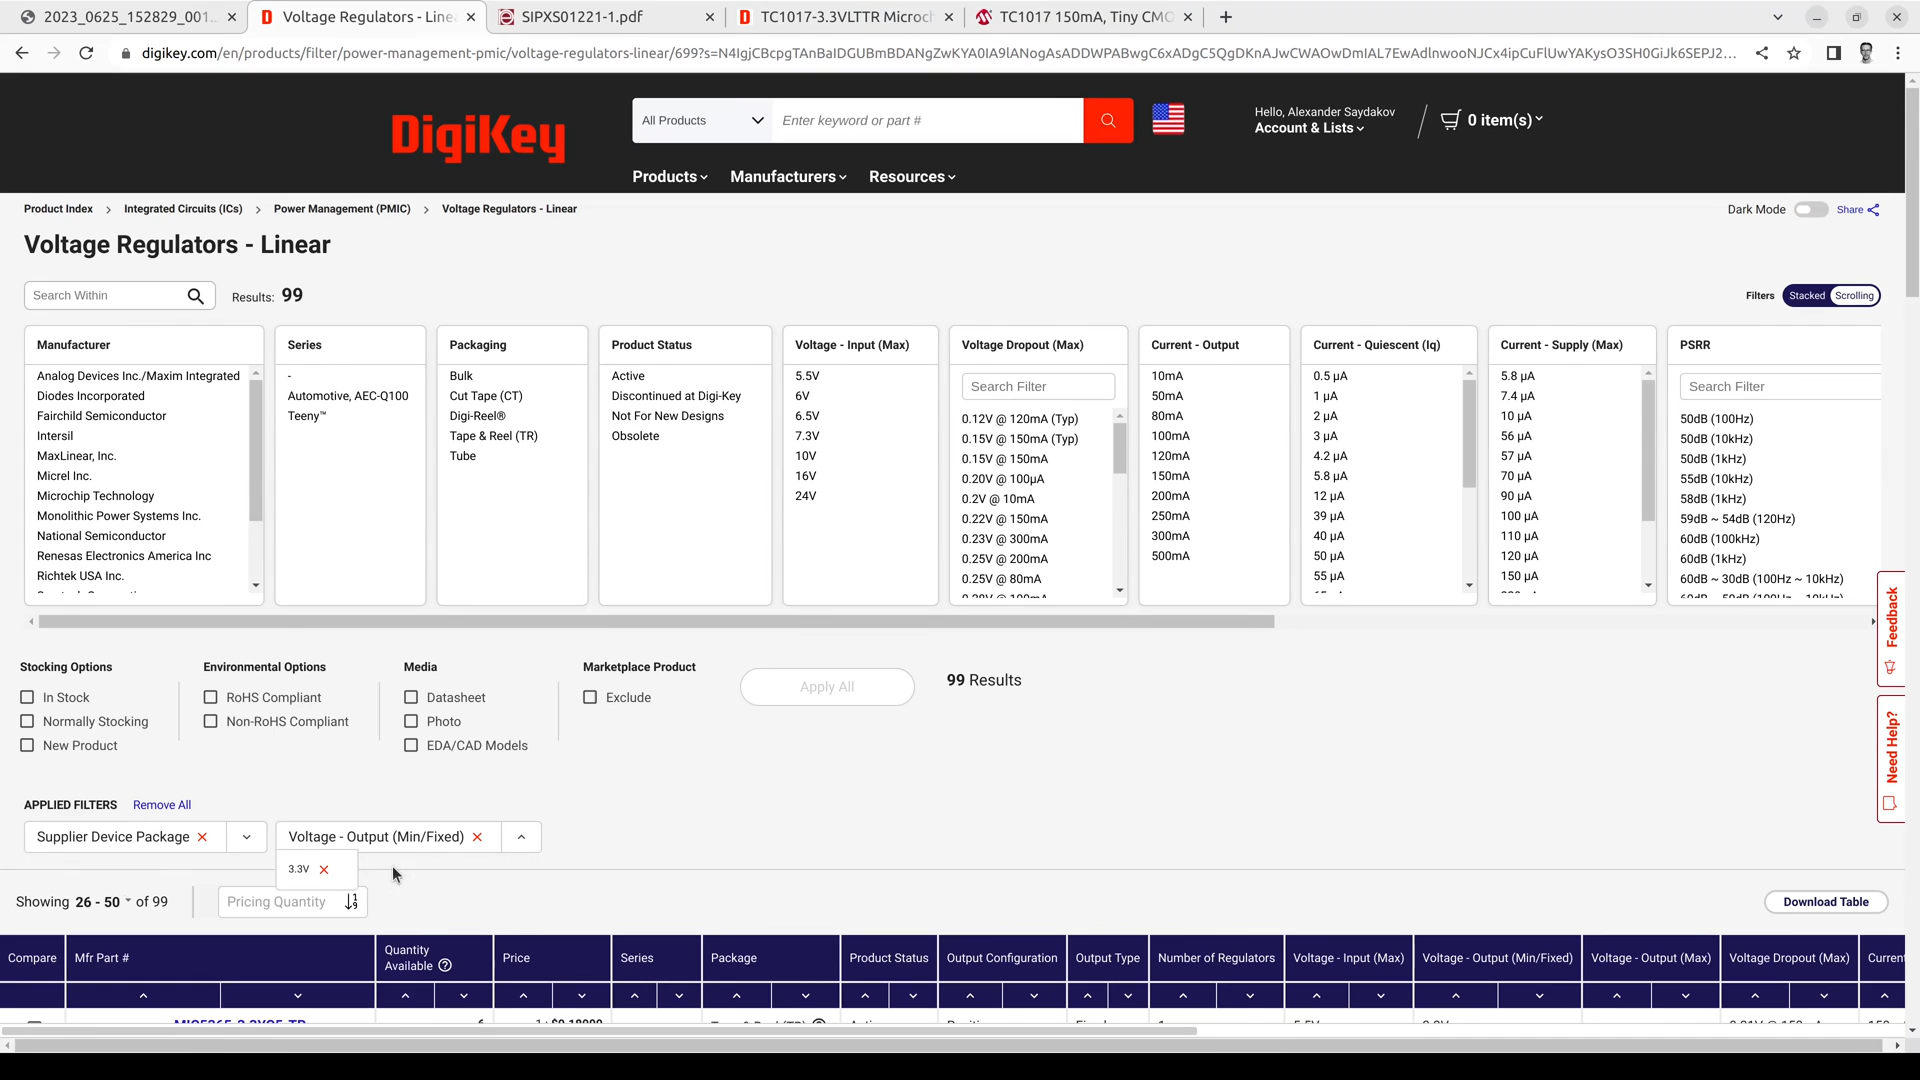 2023_0625_152829_001.
Voltage Regulators - Line
SIPXS01221-1.pdf
TC1017-3.3VLTTR Microch
TC1017 150mA, Tiny CMO
digikey.com/en/products/filter/power-management-pmic/voltage-regulators-linear/699?s=
DigiKey
All Products
Enter keyword or part #
Hello, Alexander Saydakov
Account & Lists
0 item(s)
Products
Manufacturers
Resources
Product Index > Integrated Circuits (ICs) > Power Management (PMIC) > Voltage Regulators - Linear
Dark Mode
Share
Voltage Regulators - Linear
Search Within
Results: 99
Filters
Stacked
Scrolling
Manufacturer
Analog Devices Inc./Maxim Integrated
Diodes Incorporated
Fairchild Semiconductor
Intersil
MaxLinear, Inc.
Micrel Inc.
Microchip Technology
Monolithic Power Systems Inc.
National Semiconductor
Renesas Electronics America Inc
Richtek USA Inc.
Series
-
Automotive, AEC-Q100
Teeny™
Packaging
Bulk
Cut Tape (CT)
Digi-Reel®
Tape & Reel (TR)
Tube
Product Status
Active
Discontinued at Digi-Key
Not For New Designs
Obsolete
Voltage - Input (Max)
5.5V
6V
6.5V
7.3V
10V
16V
24V
Voltage Dropout (Max)
Search Filter
0.12V @ 120mA (Typ)
0.15V @ 150mA (Typ)
0.15V @ 150mA
0.20V @ 100µA
0.2V @ 10mA
0.22V @ 150mA
0.23V @ 300mA
0.25V @ 200mA
0.25V @ 80mA
0.28V @ 100mA
Current - Output
10mA
50mA
80mA
100mA
120mA
150mA
200mA
250mA
300mA
500mA
Current - Quiescent (Iq)
0.5 µA
1 µA
2 µA
3 µA
4.2 µA
5.8 µA
12 µA
39 µA
40 µA
50 µA
55 µA
Current - Supply (Max)
5.8 µA
7.4 µA
10 µA
56 µA
57 µA
70 µA
90 µA
100 µA
110 µA
120 µA
150 µA
PSRR
Search Filter
50dB (100Hz)
50dB (10kHz)
50dB (1kHz)
55dB (10kHz)
58dB (1kHz)
59dB ~ 54dB (120Hz)
60dB (100kHz)
60dB (1kHz)
60dB ~ 30dB (100Hz ~ 10kHz)
Feedback
Need Help?
Stocking Options
In Stock
Normally Stocking
New Product
Environmental Options
RoHS Compliant
Non-RoHS Compliant
Media
Datasheet
Photo
EDA/CAD Models
Marketplace Product
Exclude
Apply All
99 Results
APPLIED FILTERS
Remove All
Supplier Device Package
Voltage - Output (Min/Fixed)
3.3V
Showing 26 - 50 of 99
Pricing Quantity
Download Table
Compare
Mfr Part #
Quantity
Available
Price
Series
Package
Product Status
Output Configuration
Output Type
Number of Regulators
Voltage - Input (Max)
Voltage - Output (Min/Fixed)
Voltage - Output (Max)
Voltage Dropout (Max)
Current